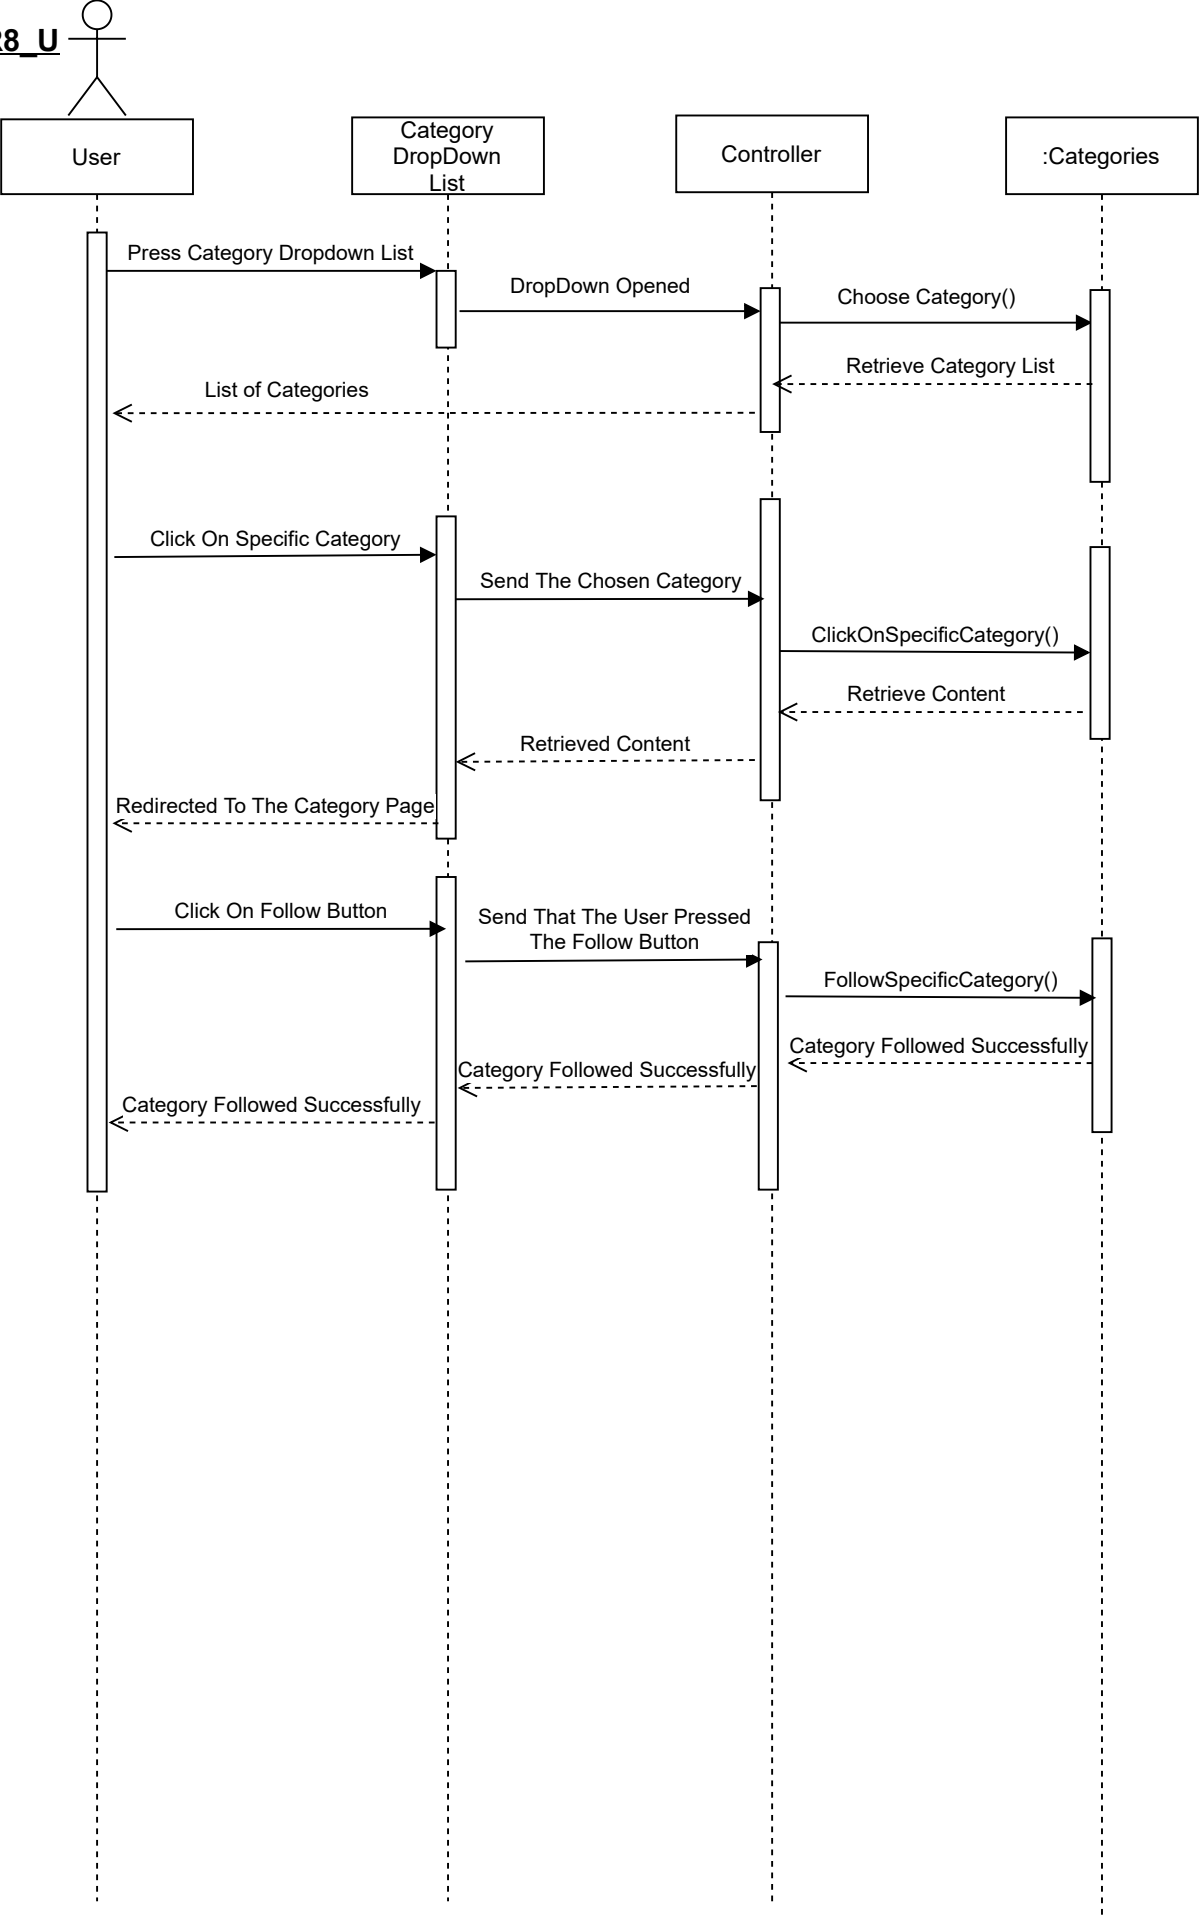 8_U
User
Category
DropDown
List
Controller
:Categories
Press Category Dropdown List
DropDown Opened
Choose Category()
Retrieve Category List
List of Categories
Click On Specific Category
Send The Chosen Category
ClickOnSpecificCategory()
Retrieve Content
Retrieved Content
Redirected To The Category Page
Click On Follow Button
Send That The User Pressed
The Follow Button
FollowSpecificCategory()
Category Followed Successfully
Category Followed Successfully
Category Followed Successfully